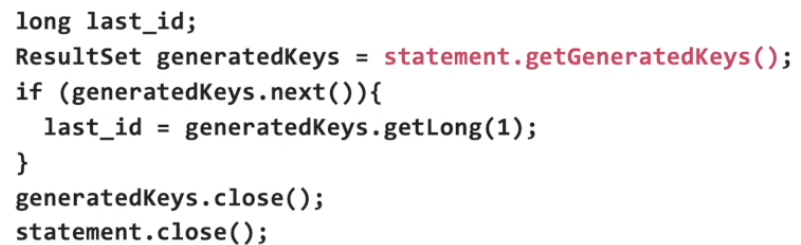 long last_id;
ResultSet generatedKeys = statement.getGeneratedKeys();
if (generatedKeys.next()){
  last_id = generatedKeys.getLong(1);
}
generatedKeys.close();
statement.close();